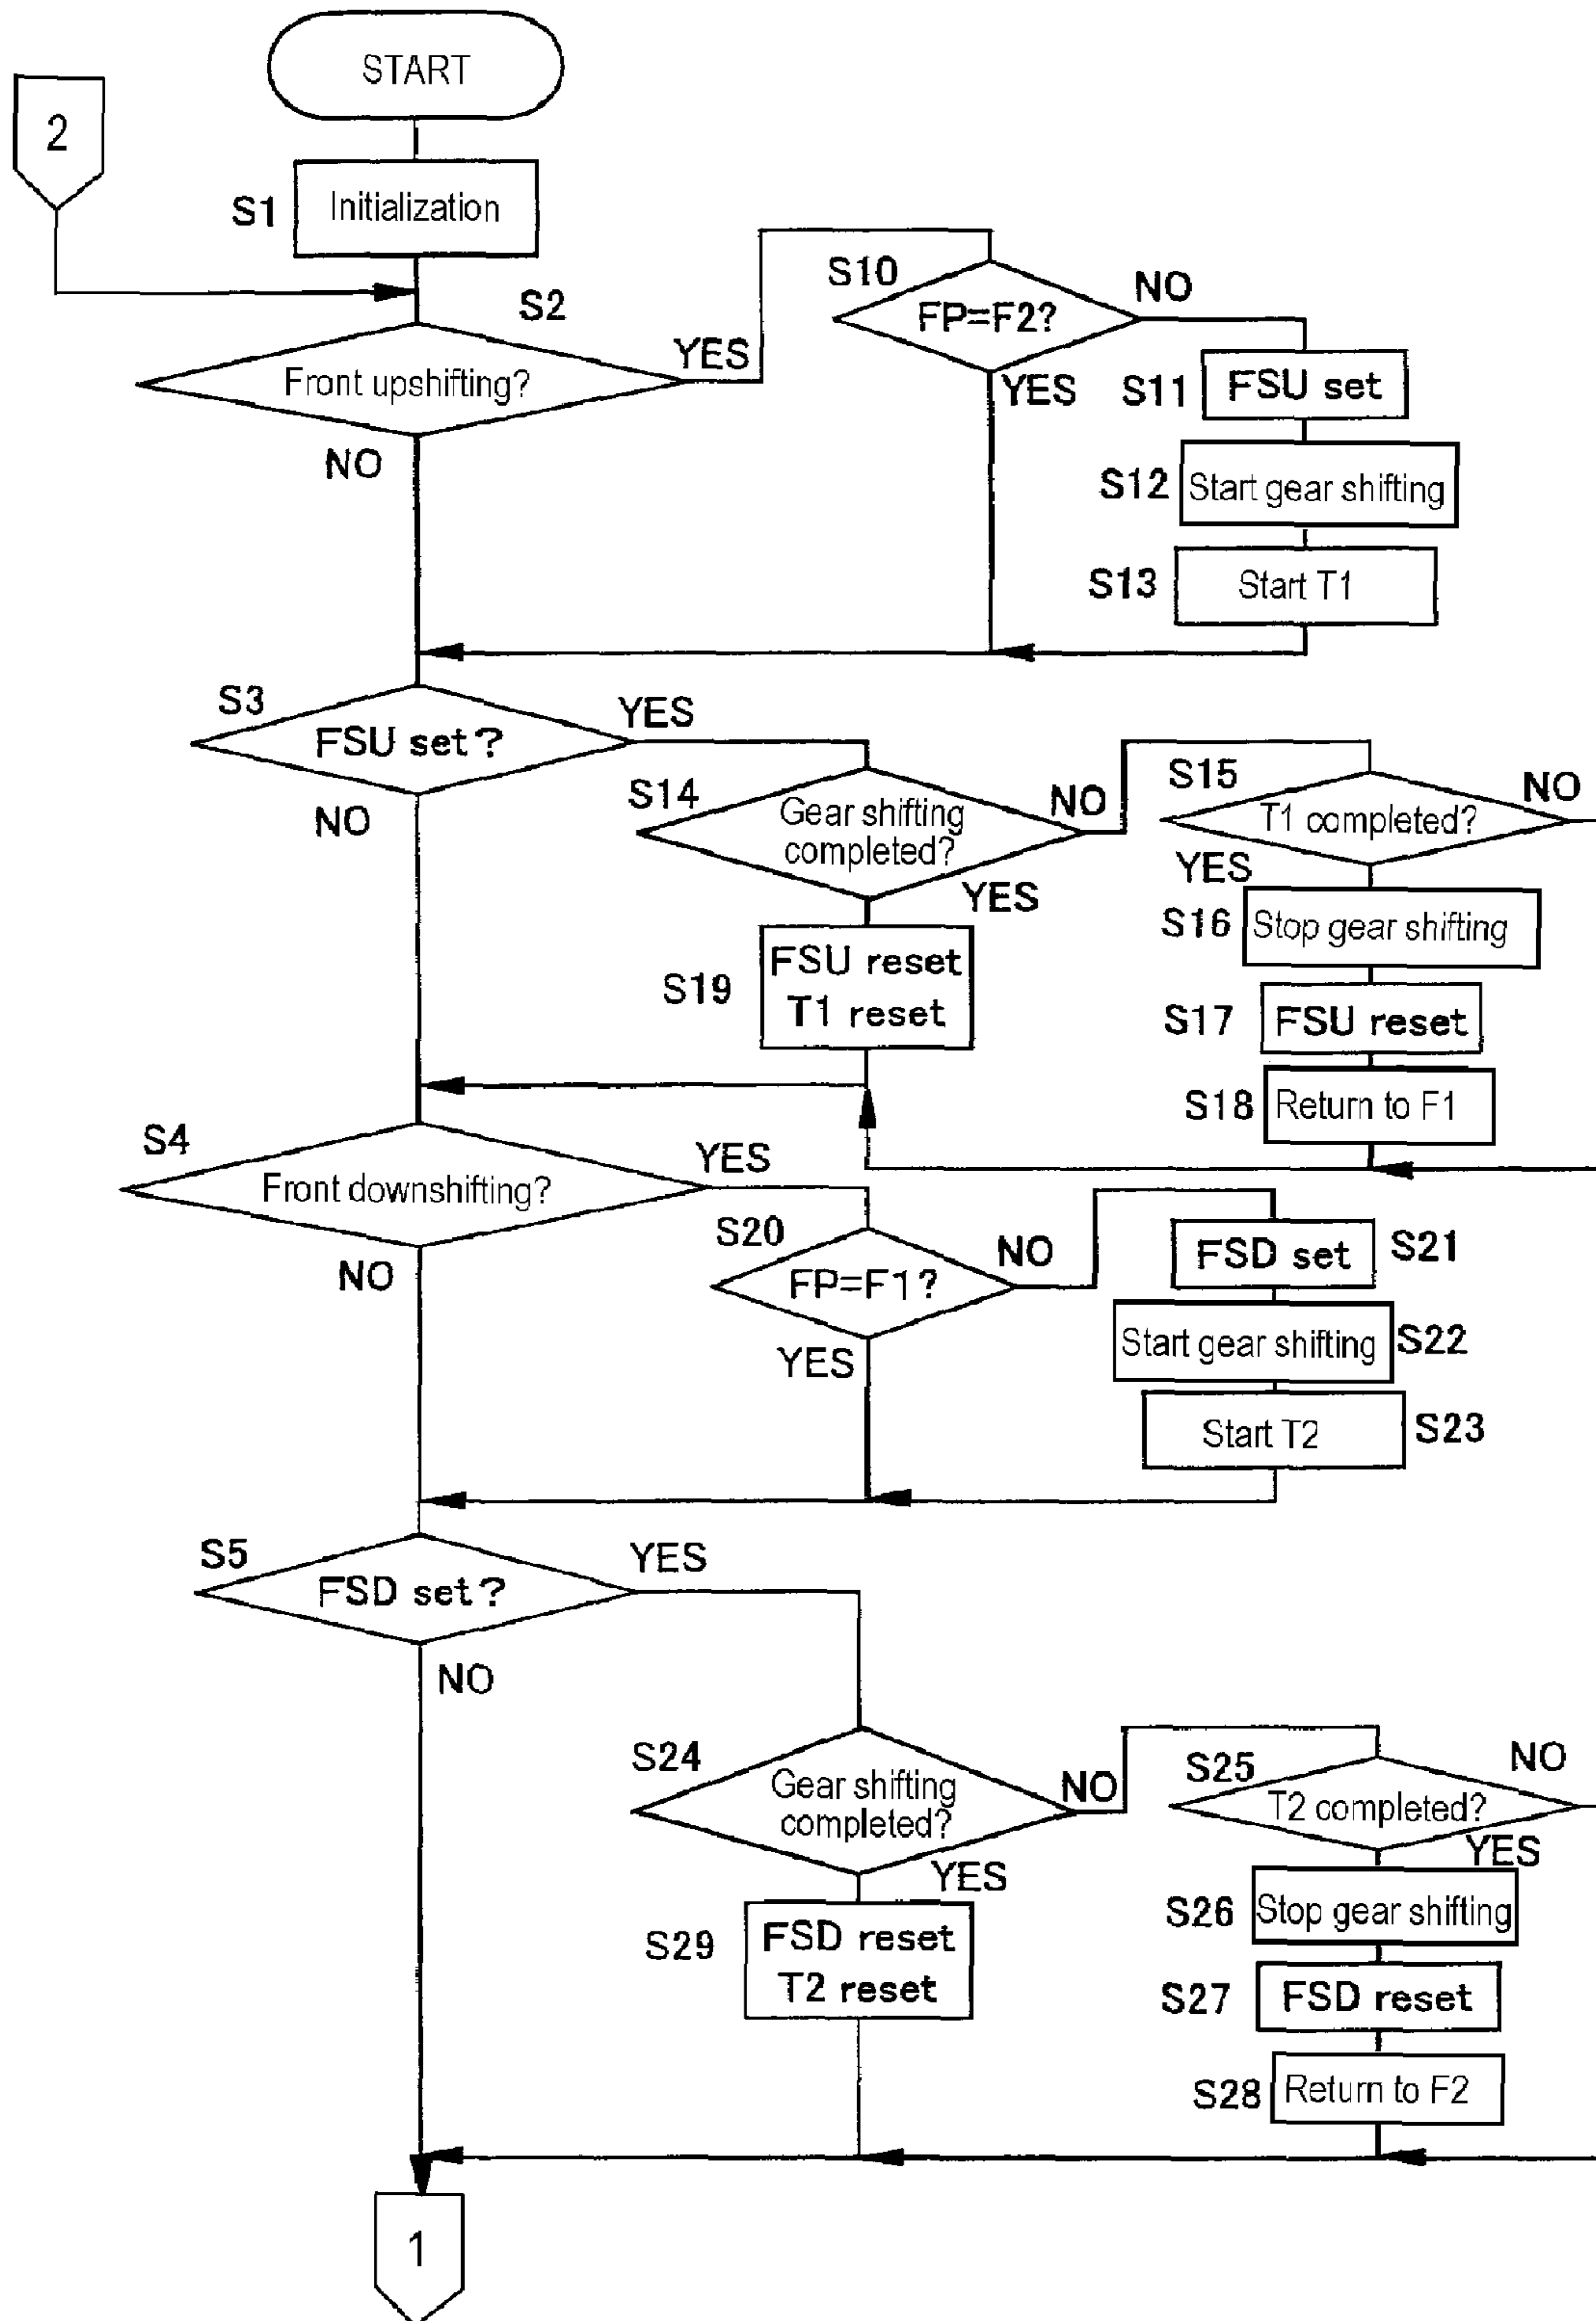 START
2
S1
Initialization
S2
Front upshifting?
YES
NO
S10
FP=F2?
NO
YES
S11
FSU set
S12
Start gear shifting
S13
Start T1
S3
FSU set?
YES
NO
S14
Gear shifting
completed?
NO
YES
S15
T1 completed?
NO
YES
S16
Stop gear shifting
S17
FSU reset
S18
Return to F1
S19
FSU reset
T1 reset
S4
Front downshifting?
YES
NO
S20
FP=F1?
NO
YES
FSD set
S21
Start gear shifting
S22
Start T2
S23
S5
FSD set?
YES
NO
S24
Gear shifting
completed?
NO
YES
S25
T2 completed?
NO
YES
S26
Stop gear shifting
S27
FSD reset
S28
Return to F2
S29
FSD reset
T2 reset
1